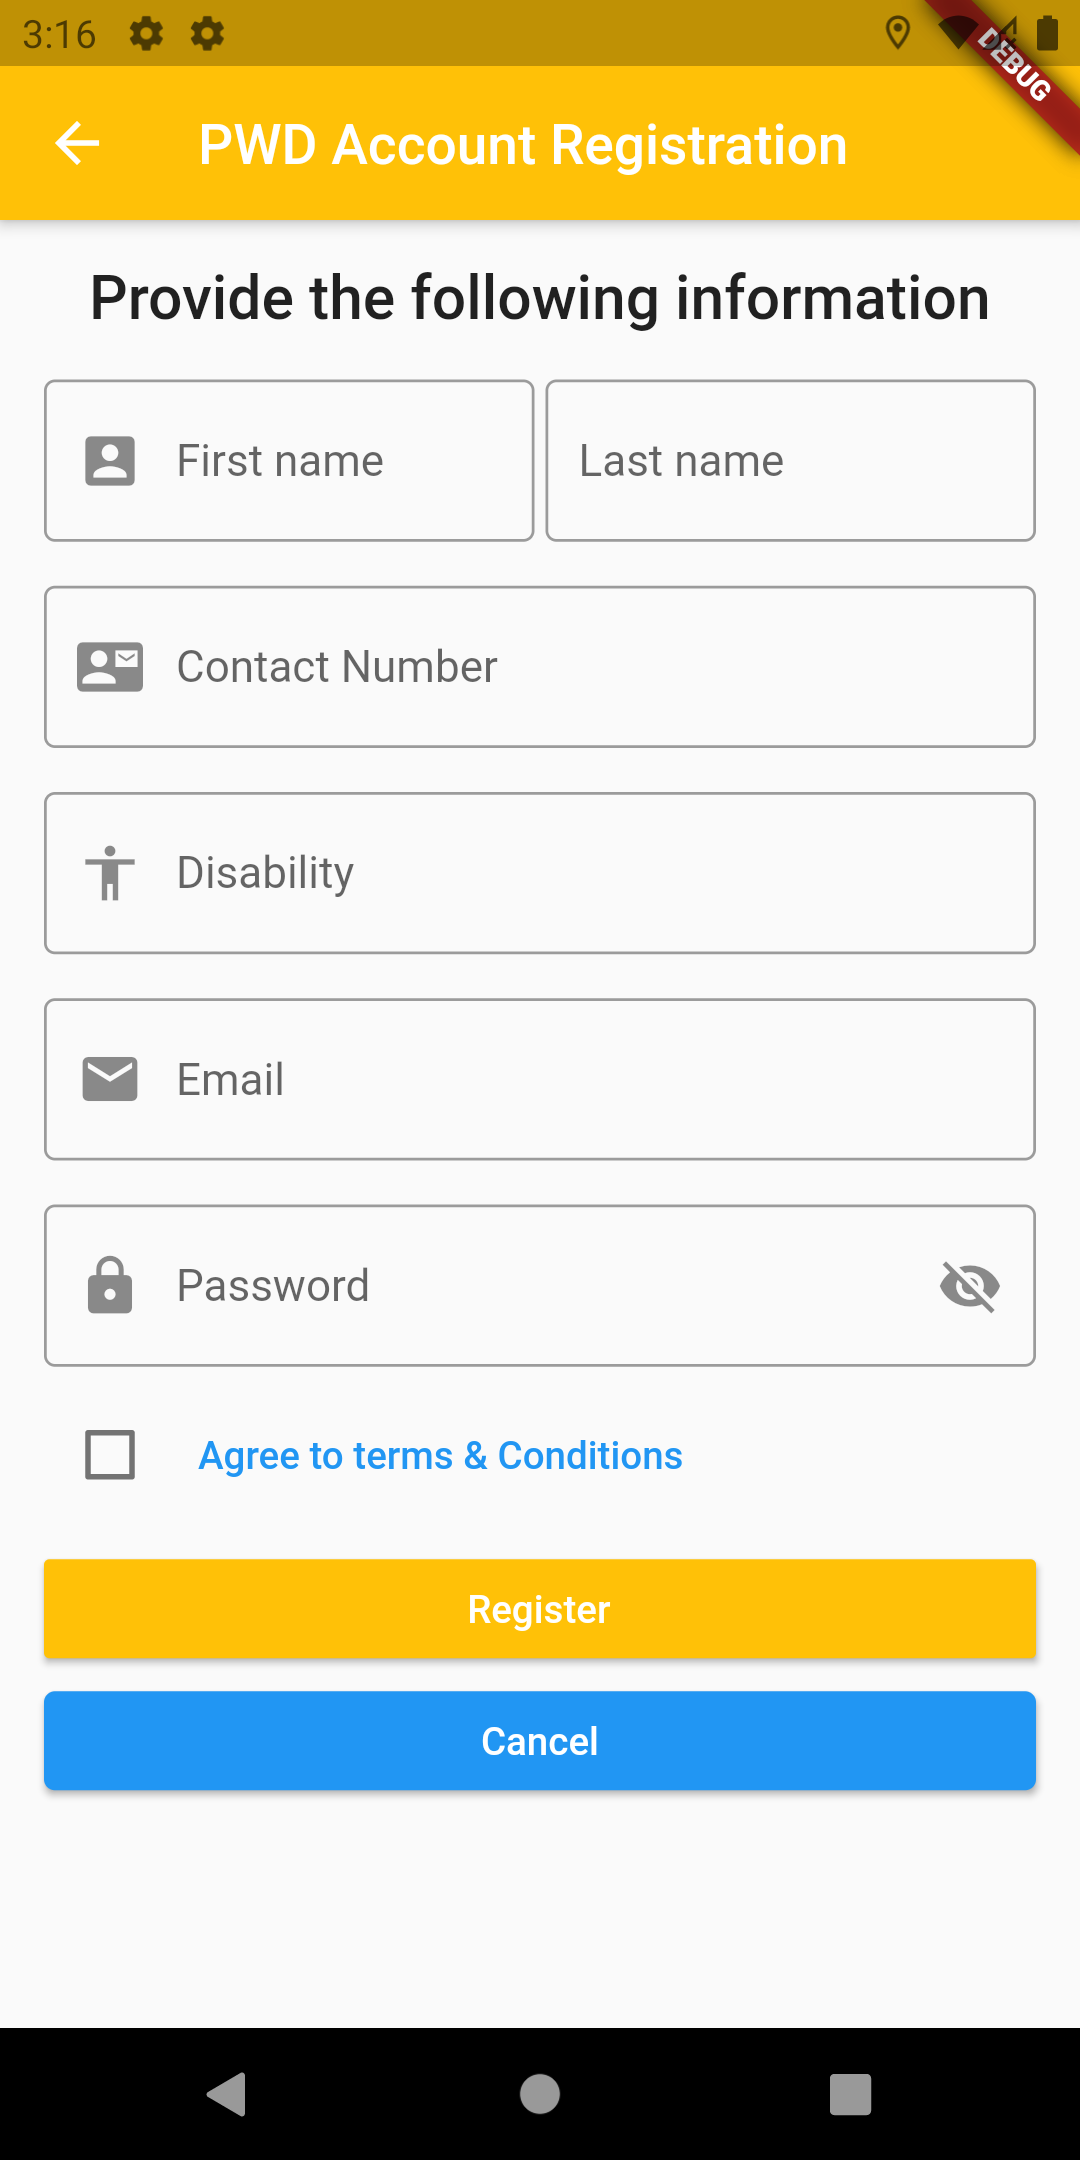 3:16
DEBUG
PWD Account Registration
Provide the following information
First name
Last name
Contact Number
Disability
Email
Password
Agree to terms & Conditions
Register
Cancel